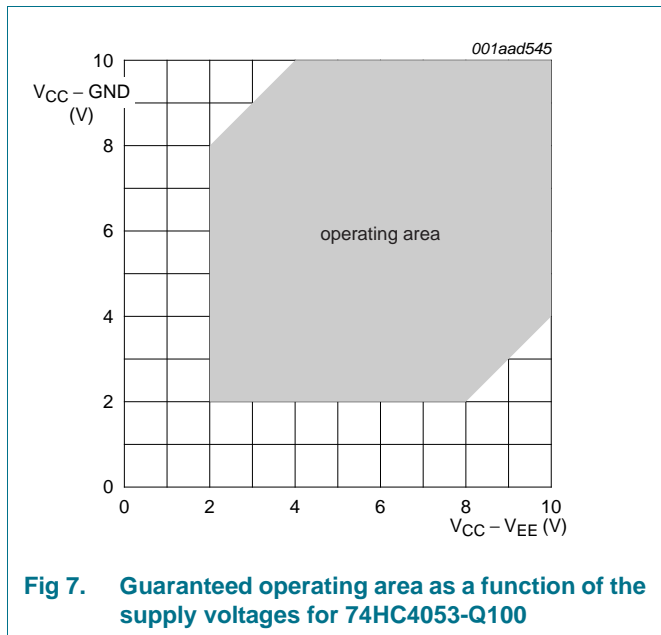 001aad545
10
VCC – GND
(V)
8
6
operating area
4
2
0
0 2 4 6 8 10
VCC – VEE (V)
Fig 7. Guaranteed operating area as a function of the
supply voltages for 74HC4053-Q100